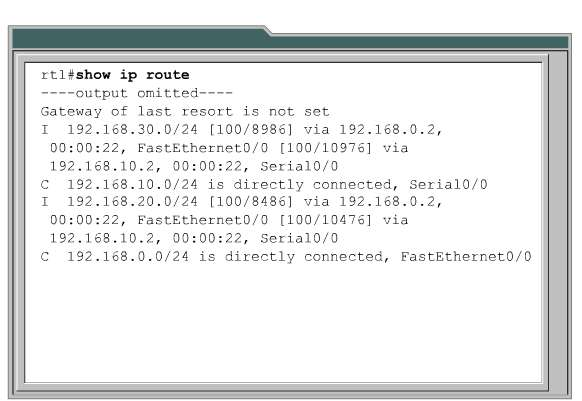 rt1#show ip route
----output omitted----
Gateway of last resort is not set
I  192.168.30.0/24 [100/8986] via 192.168.0.2,
 00:00:22, FastEthernet0/0 [100/10976] via
 192.168.10.2, 00:00:22, Serial0/0
C  192.168.10.0/24 is directly connected, Serial0/0
I  192.168.20.0/24 [100/8486] via 192.168.0.2,
 00:00:22, FastEthernet0/0 [100/10476] via
 192.168.10.2, 00:00:22, Serial0/0
C  192.168.0.0/24 is directly connected, FastEthernet0/0